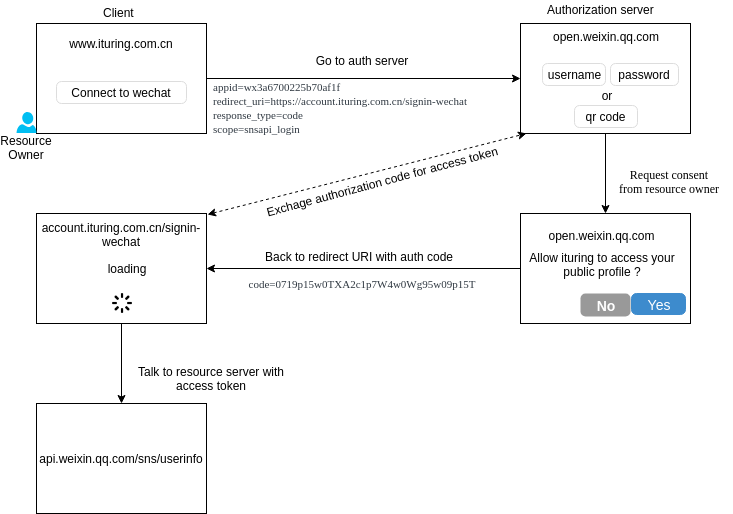 Client
Authorization server
www.ituring.com.cn
Connect to wechat
Go to auth server
appid=wx3a6700225b70af1f
redirect_uri=https://account.ituring.com.cn/signin-wechat
response_type=code
scope=snsapi_login
open.weixin.qq.com
username
password
or
qr code
Resource
Owner
Exchage authorization code for access token
Request consent
from resource owner
account.ituring.com.cn/signin-
wechat
loading
Back to redirect URI with auth code
code=0719p15w0TXA2c1p7W4w0Wg95w09p15T
open.weixin.qq.com
Allow ituring to access your
public profile ?
No
Yes
Talk to resource server with
access token
api.weixin.qq.com/sns/userinfo